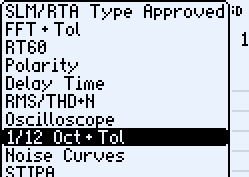 SLM/RTA Type Approved
FFT + Tol
RT60
Polarity
Delay Time
RMS/THD+N
Oscilloscope
1/12 Oct + Tol
Noise Curves
STIPA
1